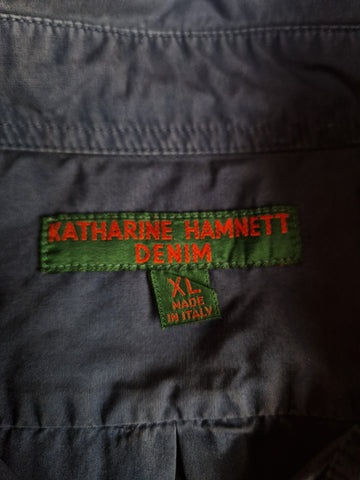 KATHARINE HAMNETT
DENIM
XL
MADE
IN ITALY